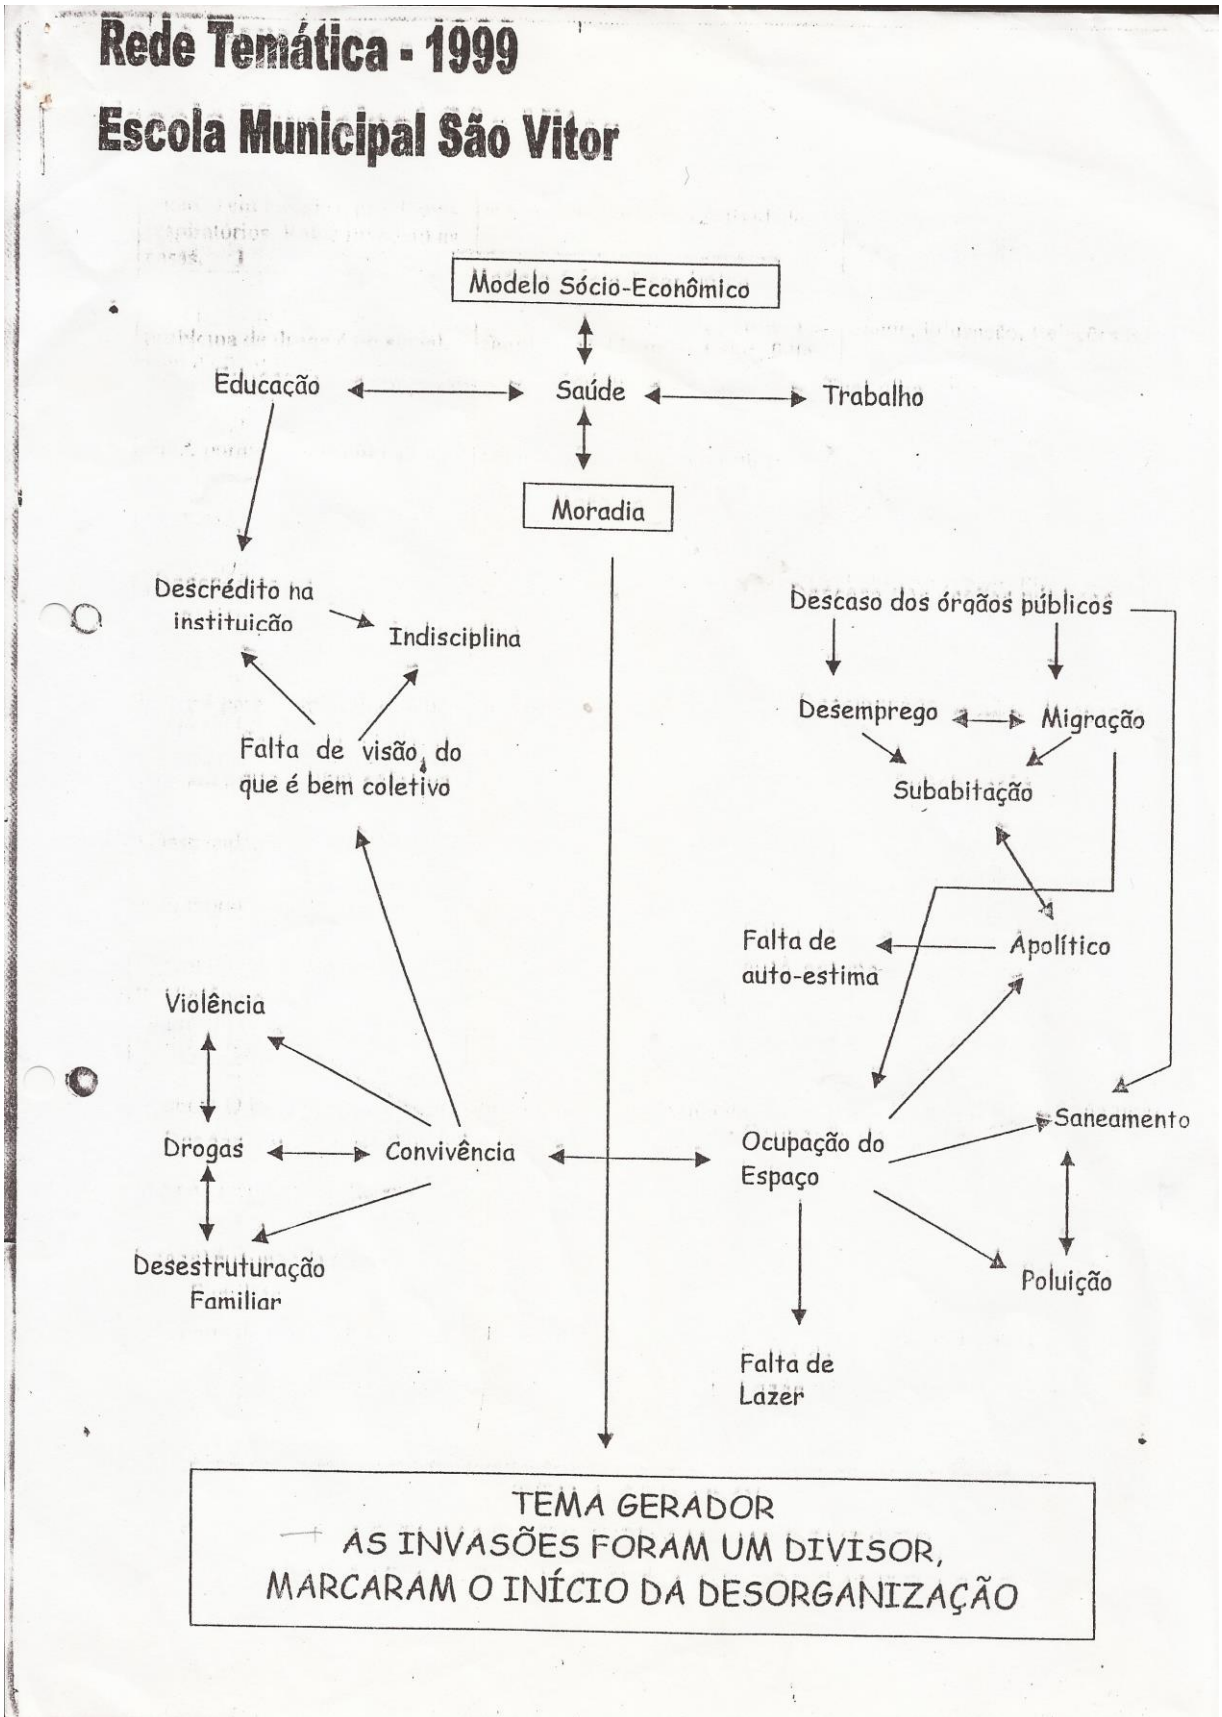 Rede Temática - 1999
Escola Municipal São Vitor
Modelo Sócio-Econômico
Educação
Saúde
Trabalho
Moradia
Descrédito na
instituição
Indisciplina
Descaso dos órgãos públicos
Desemprego
Migração
Falta de visão do
que é bem coletivo
Subabitação
Falta de
auto-estima
Apolítico
Violência
Saneamento
Drogas
Convivência
Ocupação do
Espaço
Desestruturação
Familiar
Poluição
Falta de
Lazer
TEMA GERADOR
AS INVASÕES FORAM UM DIVISOR,
MARCARAM O INÍCIO DA DESORGANIZAÇÃO